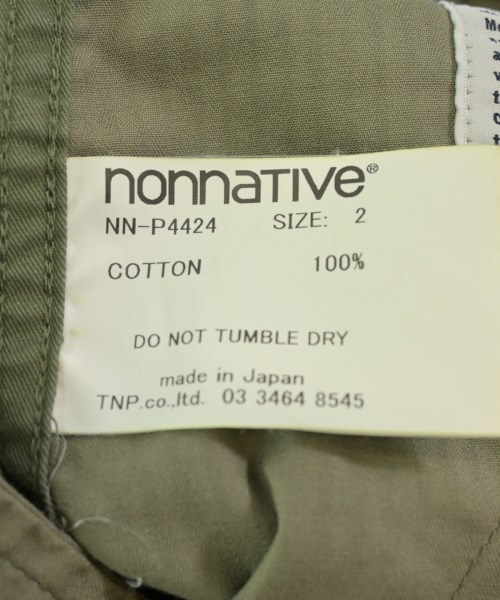 nonnative®
NN-P4424 SIZE: 2
COTTON 100%
DO NOT TUMBLE DRY
made in Japan
TNP.co.,ltd. 03 3464 8545